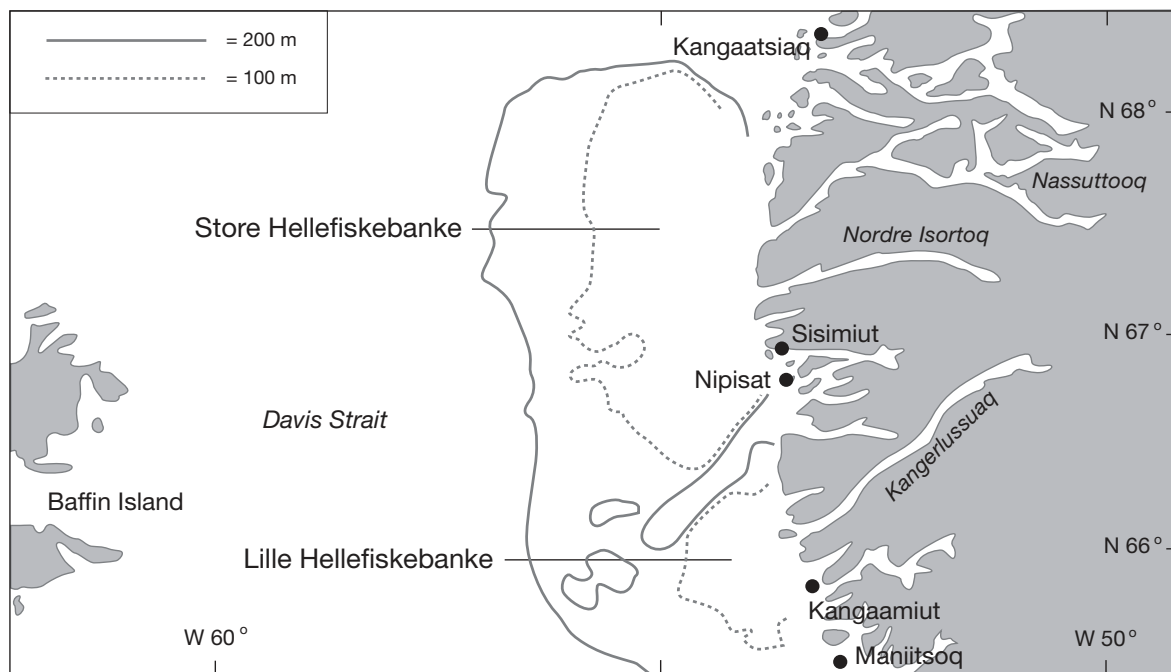 = 200 m
= 100 m
Kangaatsiaq
N 68°
Nassuttooq
Store Hellefiskebanke
Nordre Isortoq
Sisimiut
N 67°
Nipisat
Davis Strait
Kangerlussuaq
Baffin Island
Lille Hellefiskebanke
N 66°
Kangaamiut
W 60°
W 50°
Maniitsoq